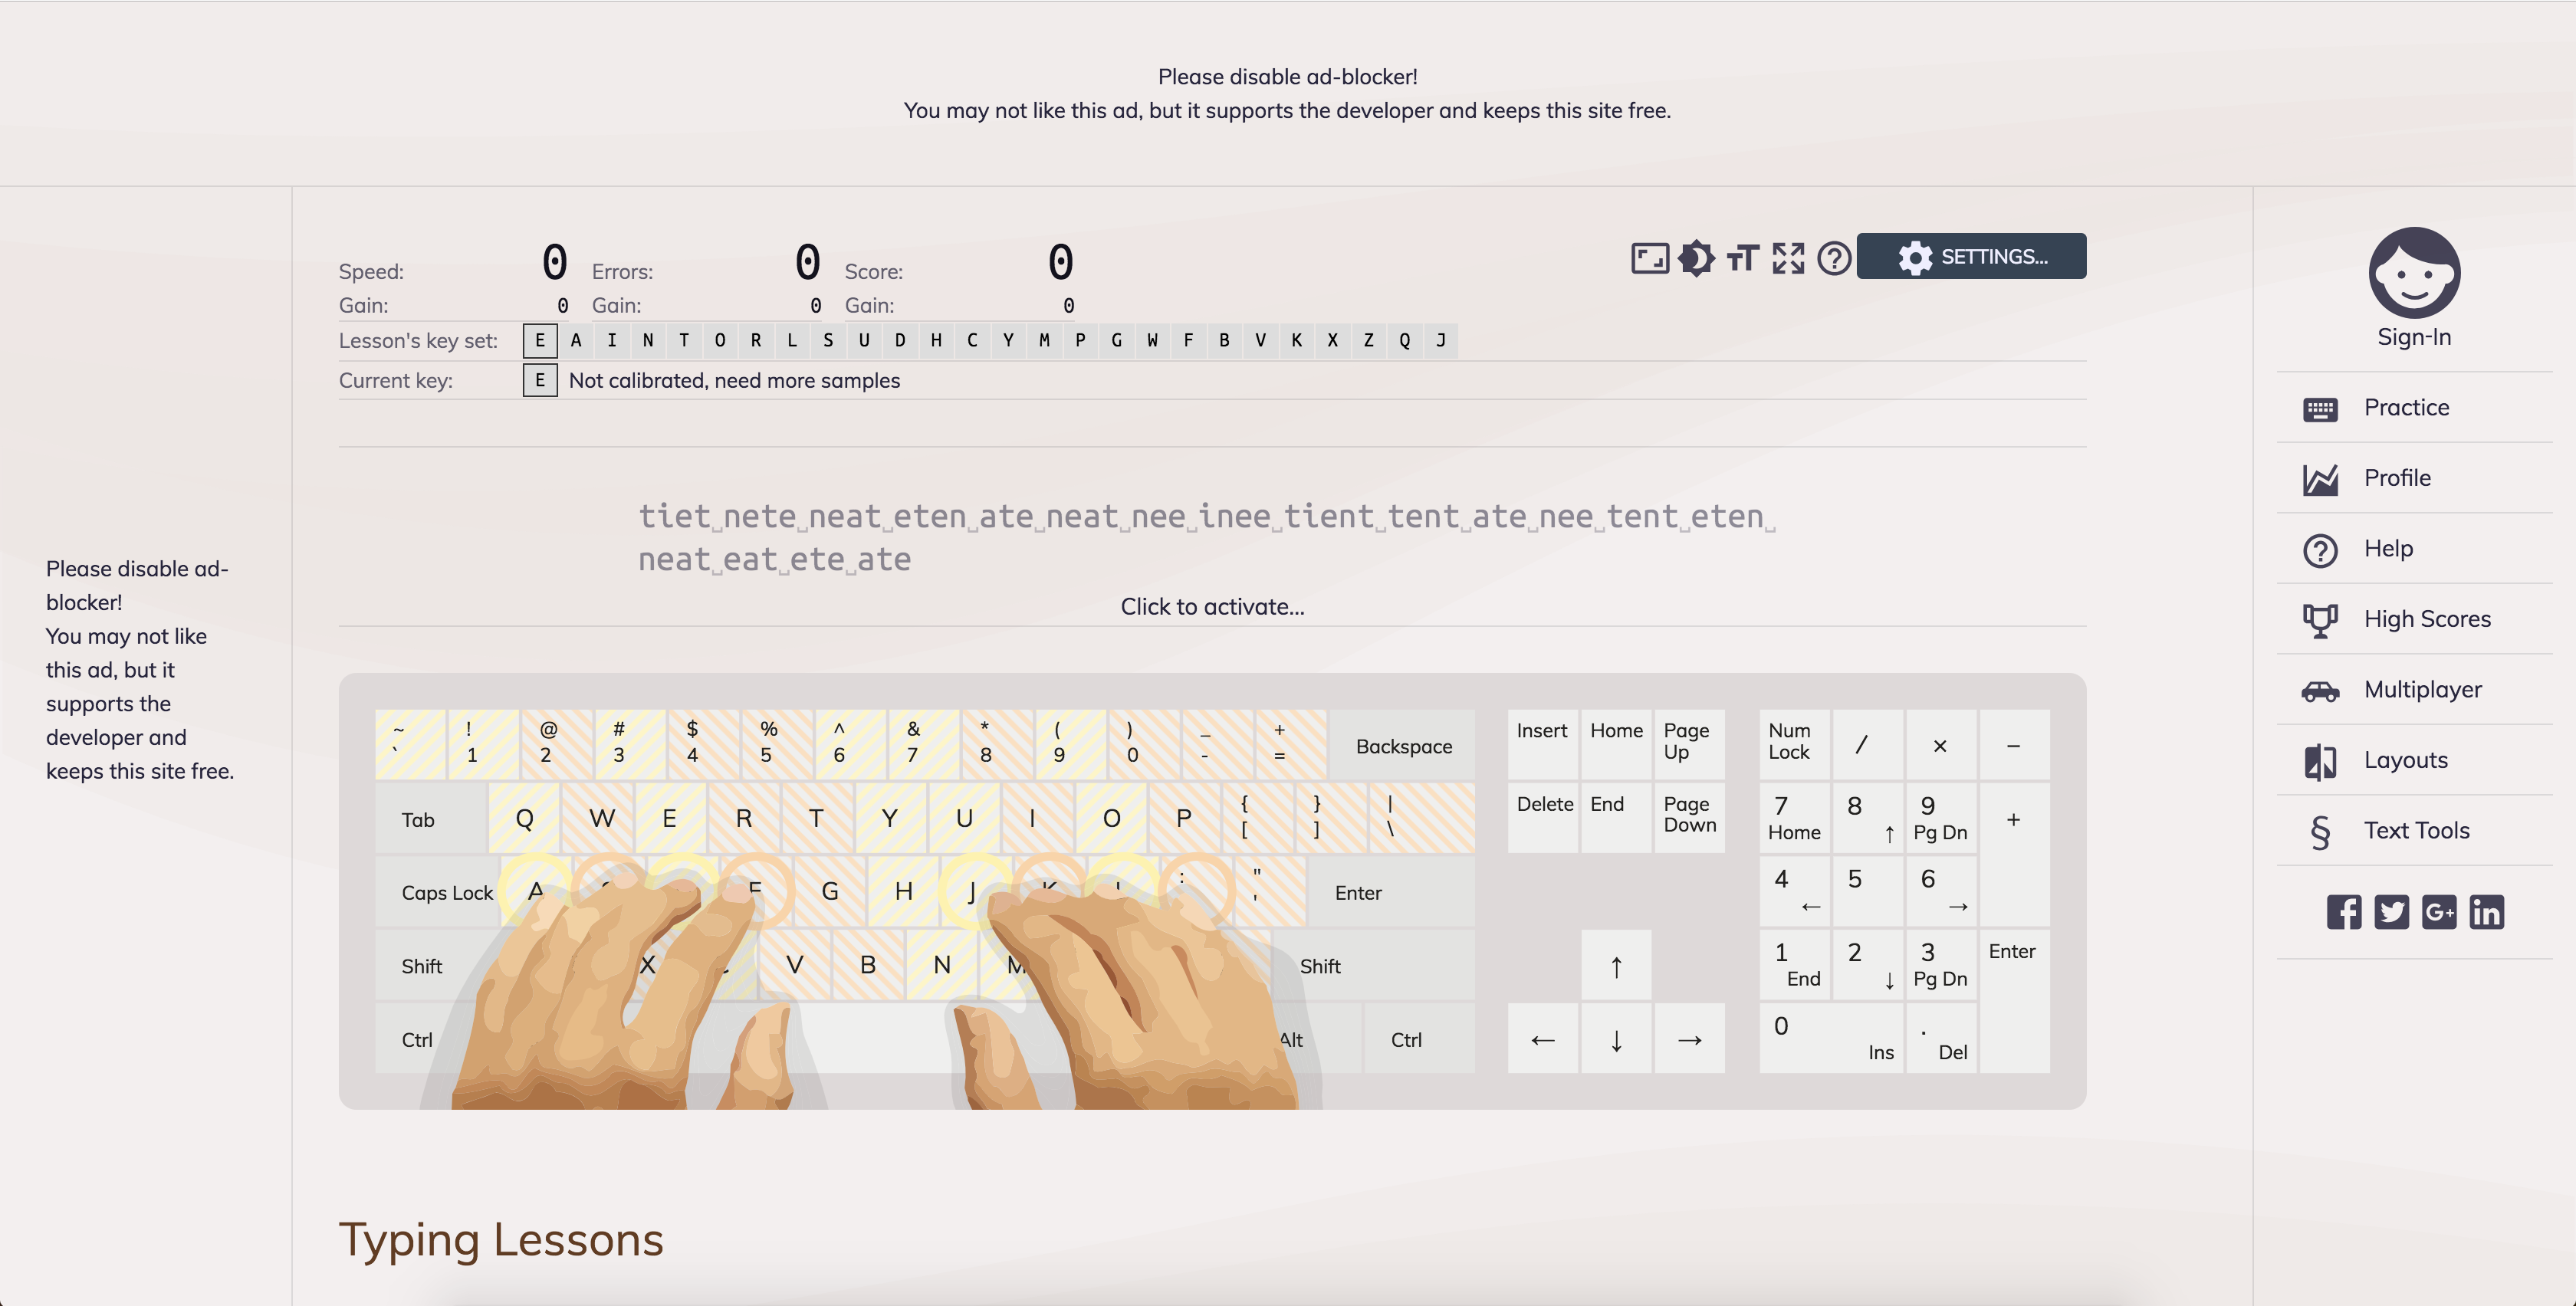 Please disable ad-blocker!
You may not like this ad, but it supports the developer and keeps this site free.
Please disable ad-
blocker!
You may not like
this ad, but it
supports the
developer and
keeps this site free.
Speed: 0 Errors: 0 Score: 0
Gain: 0 Gain: 0 Gain: 0
SETTINGS...
Lesson's key set: E A I N T O R L S U D H C Y M P G W F B V K X Z Q J
Current key: E Not calibrated, need more samples
tiet␣nete␣neat␣eten␣ate␣neat␣nee␣inee␣tient␣tent␣ate␣nee␣tent␣eten␣
neat␣eat␣ete␣ate
Click to activate...
~ ! @ # $ % ^ & * ( ) _ +
` 1 2 3 4 5 6 7 8 9 0 - = Backspace
Tab Q W E R T Y U I O P { [ } ] | \
Caps Lock A F G H J K : " ' Enter
Shift X V B N M Shift
Ctrl Alt Ctrl
Insert Home Page Up
Delete End Page Down
↑
← ↓ →
Num Lock / × −
7 Home 8 ↑ 9 Pg Dn +
4 ← 5 6 →
1 End 2 ↓ 3 Pg Dn Enter
0 Ins . Del
Typing Lessons
Sign-In
Practice
Profile
Help
High Scores
Multiplayer
Layouts
§ Text Tools
f G+ in